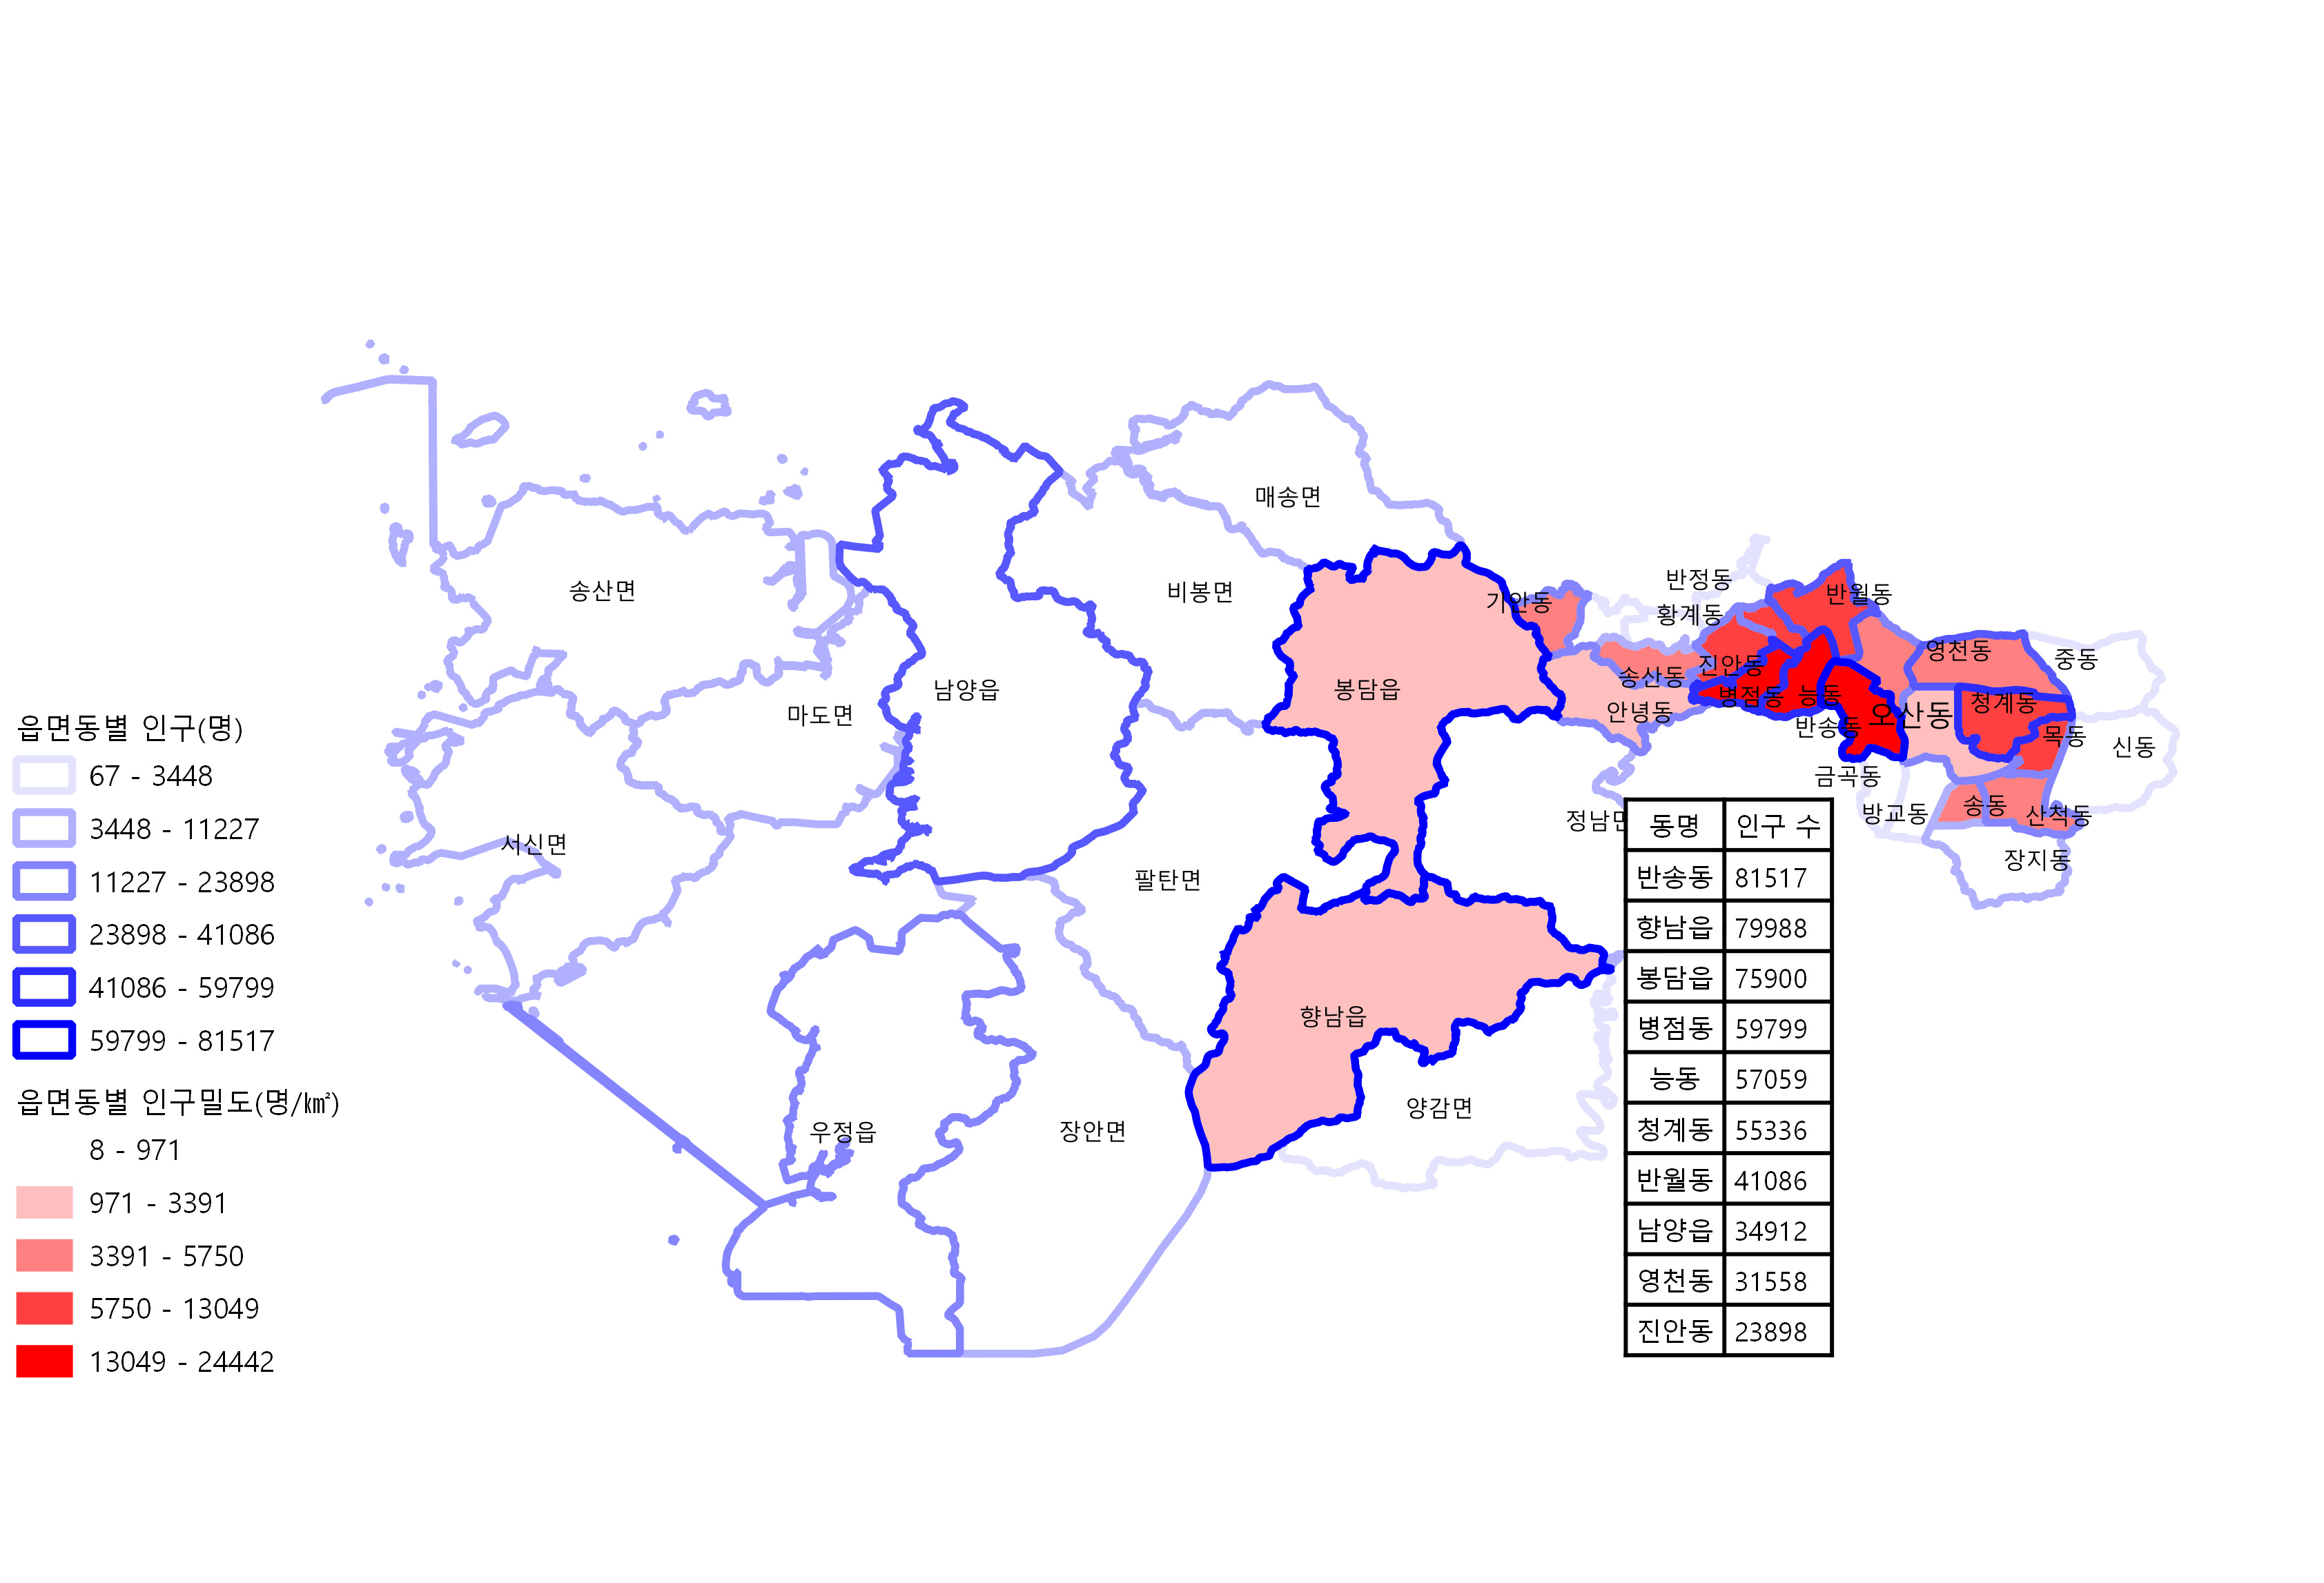 매송면
반정동
송산면
비봉면
기안동
반월동
황계동
영천동
중동
남양읍
봉담읍
송산동
진안동
마도면
안녕동
병점동
능동
오산동
청계동
반송동
목동
신동
금곡동
서신면
정남면
방교동
송동
산척동
장지동
팔탄면
향남읍
양감면
우정읍
장안면
읍면동별 인구(명)
67 - 3448
3448 - 11227
11227 - 23898
23898 - 41086
41086 - 59799
59799 - 81517
읍면동별 인구밀도(명/㎢)
8 - 971
971 - 3391
3391 - 5750
5750 - 13049
13049 - 24442
동명 인구 수
반송동 81517
향남읍 79988
봉담읍 75900
병점동 59799
능동 57059
청계동 55336
반월동 41086
남양읍 34912
영천동 31558
진안동 23898